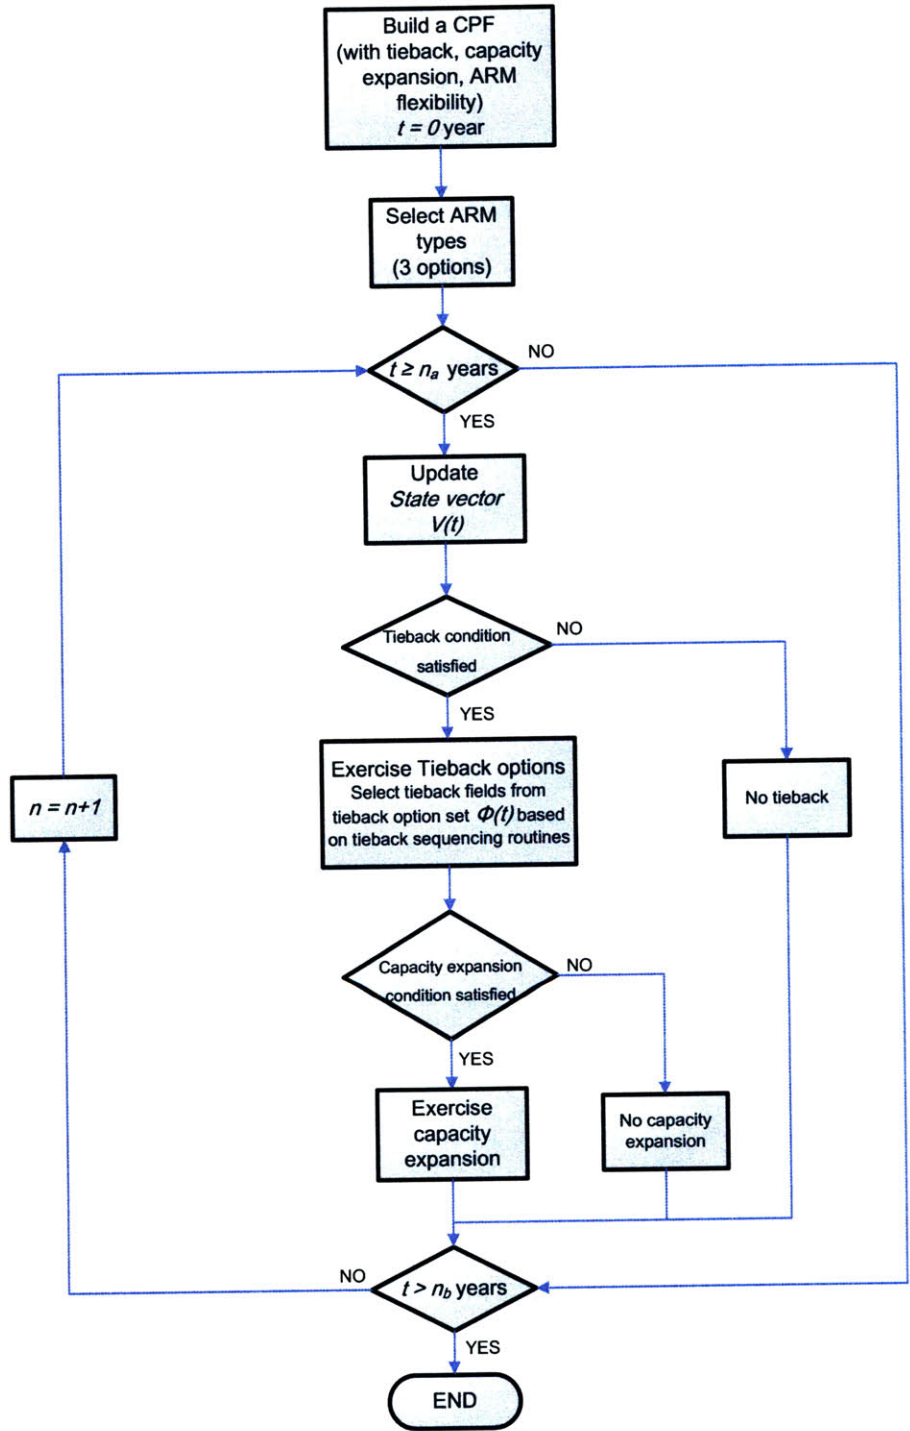 Build a CPF
(with tieback, capacity
expansion, ARM
flexibility)
t = 0 year
Select ARM
types
(3 options)
t ≥ nₐ years
NO
YES
Update
State vector
V(t)
Tieback condition
satisfied
NO
YES
Exercise Tieback options
Select tieback fields from
tieback option set Φ(t) based
on tieback sequencing routines
No tieback
n = n+1
Capacity expansion
condition satisfied
NO
YES
Exercise
capacity
expansion
No capacity
expansion
t > n_b years
NO
YES
END